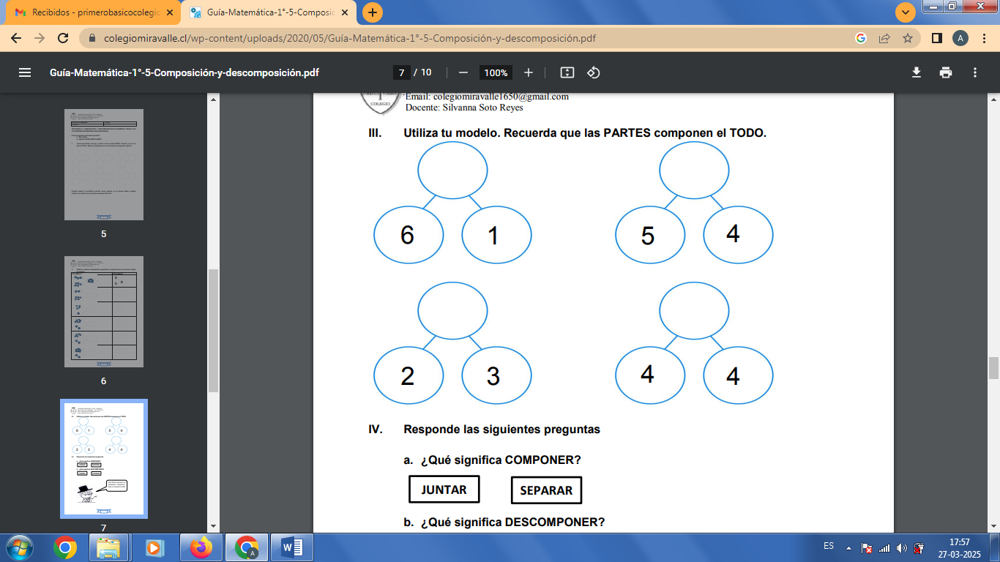 Recibidos - primerobasicocolegio
Guía-Matemática-1°-5-Composic
colegiomiravalle.cl/wp-content/uploads/2020/05/Guía-Matemática-1°-5-Composición-y-descomposición.pdf
A
Guía-Matemática-1°-5-Composición-y-descomposición.pdf
7 / 10
100%
COLEGIO
Email: colegiomiravalle1650@gmail.com
Docente: Silvanna Soto Reyes
III. Utiliza tu modelo. Recuerda que las PARTES componen el TODO.
6 1 5 4
2 3 4 4
IV. Responde las siguientes preguntas
a. ¿Qué significa COMPONER?
JUNTAR SEPARAR
b. ¿Qué significa DESCOMPONER?
5
6
7
ES
17:57
27-03-2025